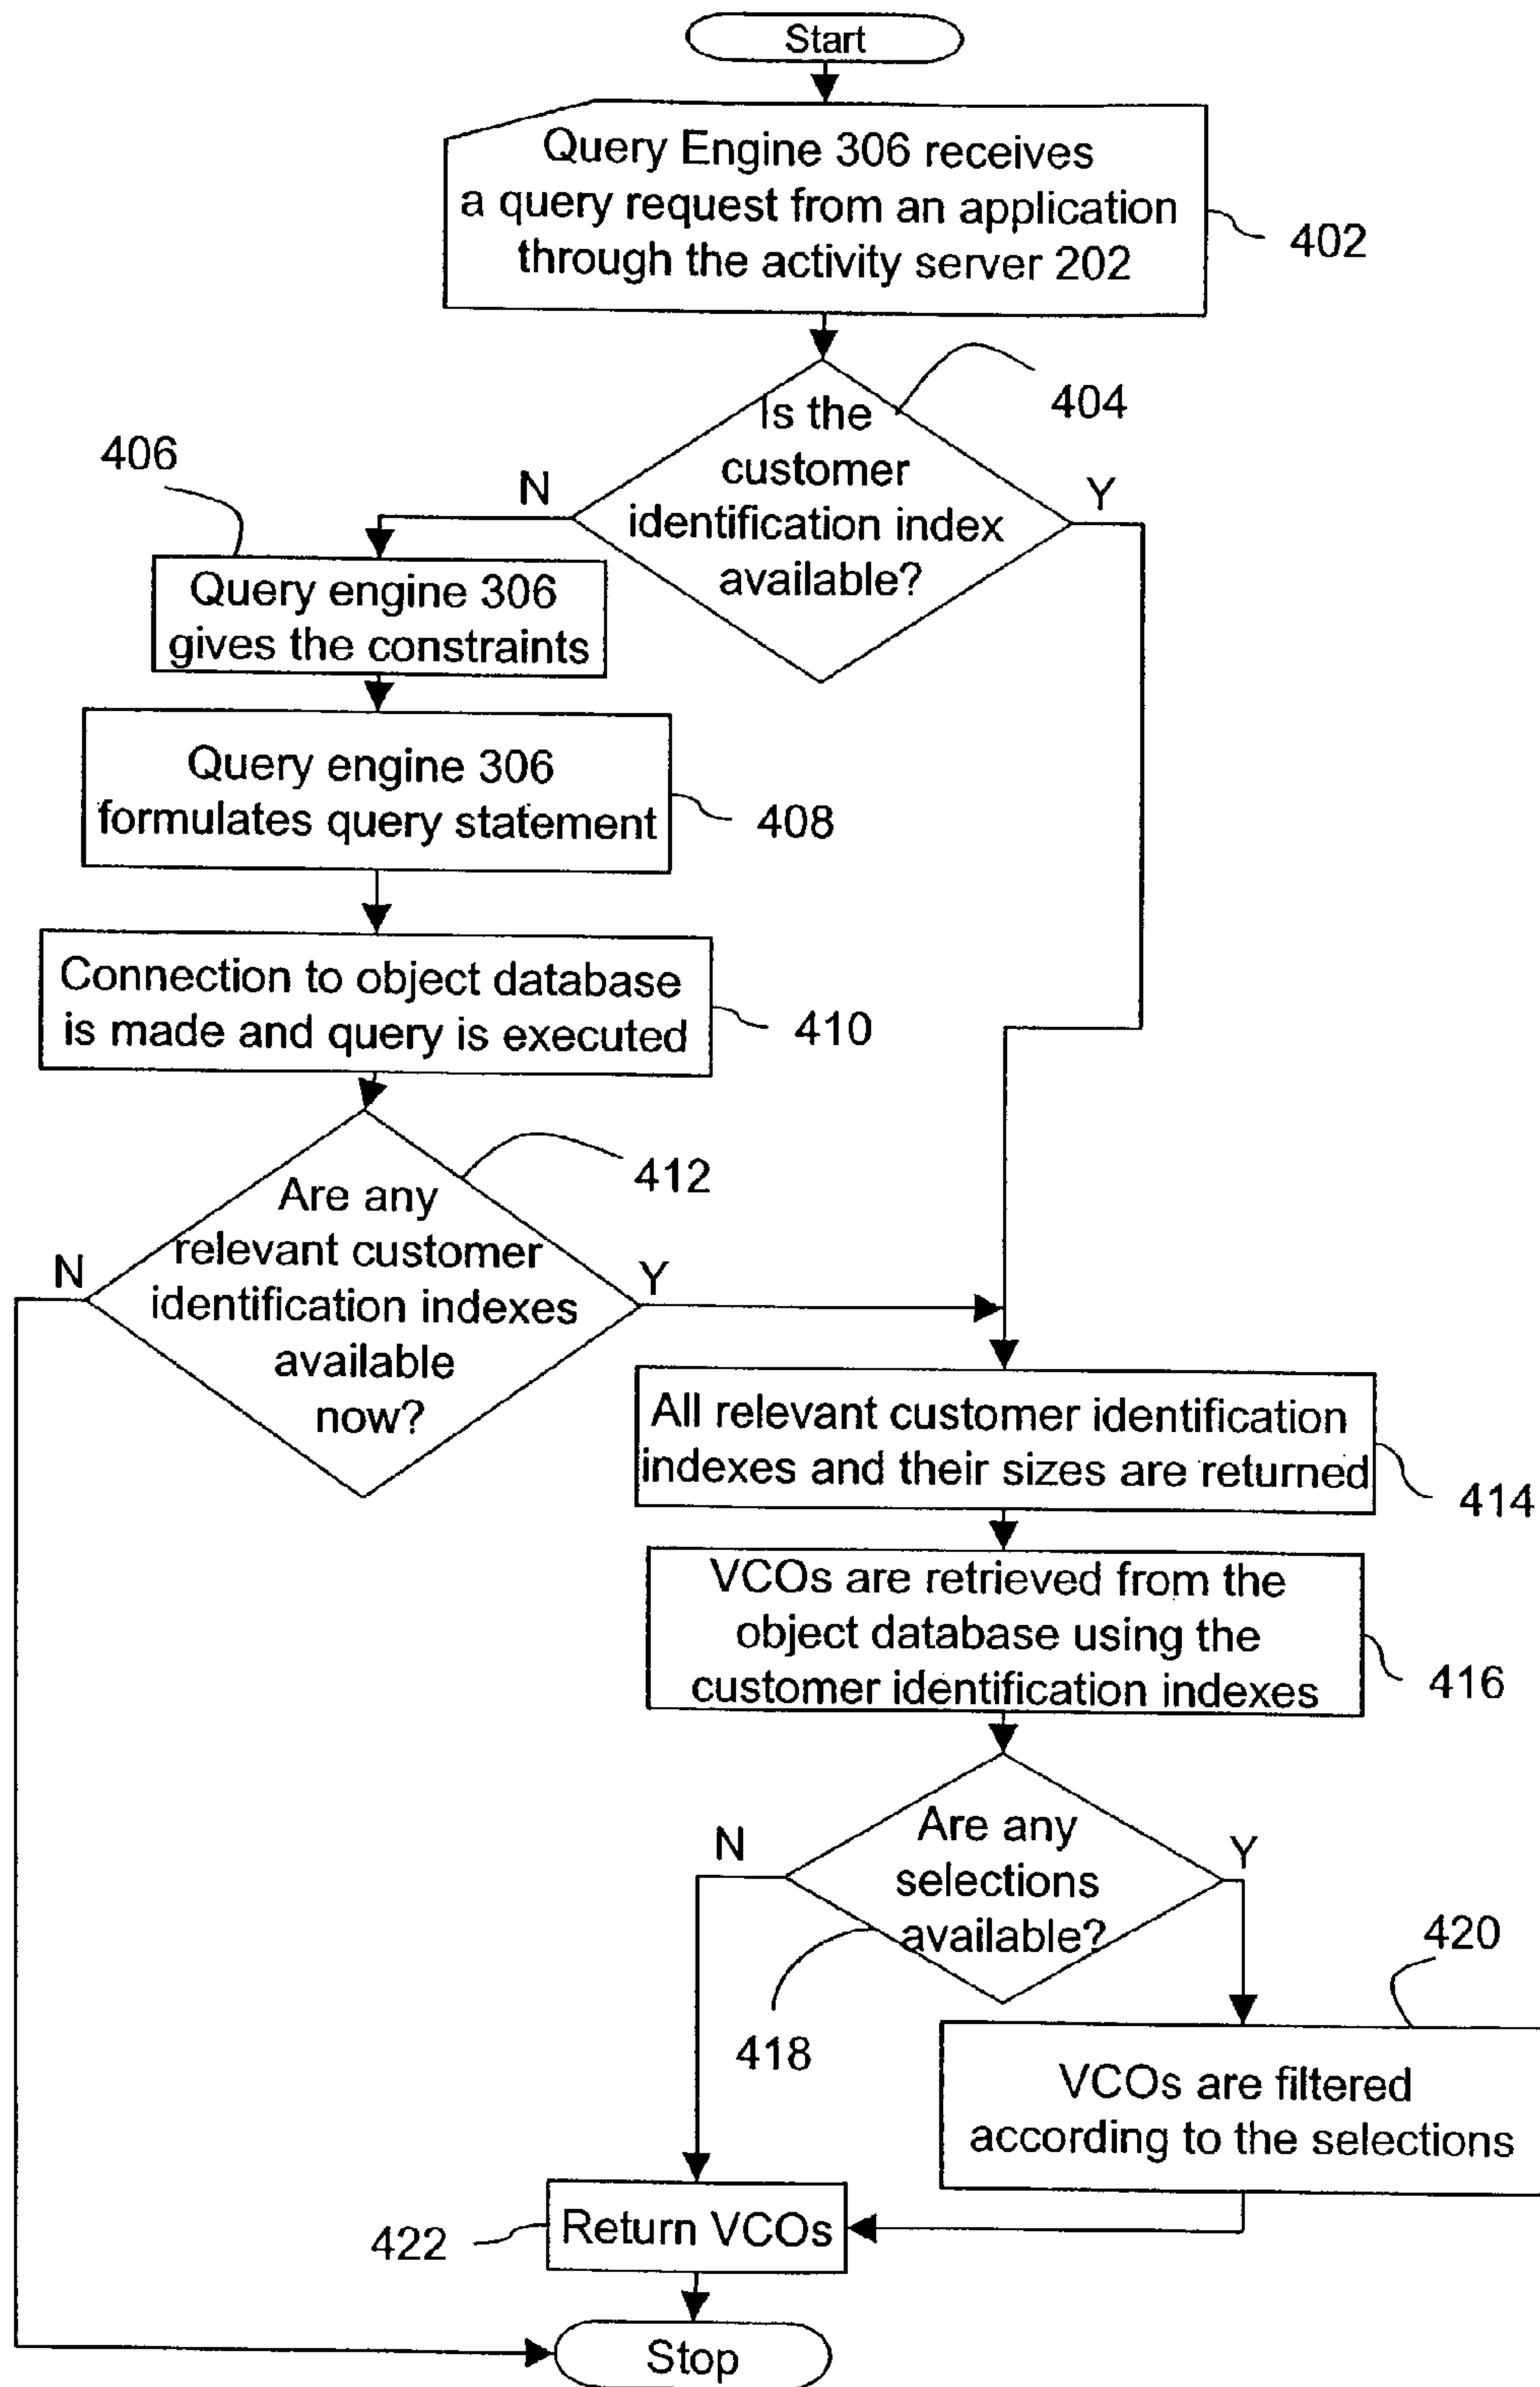 Start
Query Engine 306 receives
a query request from an application
through the activity server 202
402
Is the
customer
identification index
available?
404
N
Y
406
Query engine 306
gives the constraints
Query engine 306
formulates query statement
408
Connection to object database
is made and query is executed
410
Are any
relevant customer
identification indexes
available
now?
412
N
Y
All relevant customer identification
indexes and their sizes are returned
414
VCOs are retrieved from the
object database using the
customer identification indexes
416
Are any
selections
available?
N
Y
418
420
VCOs are filtered
according to the selections
Return VCOs
422
Stop